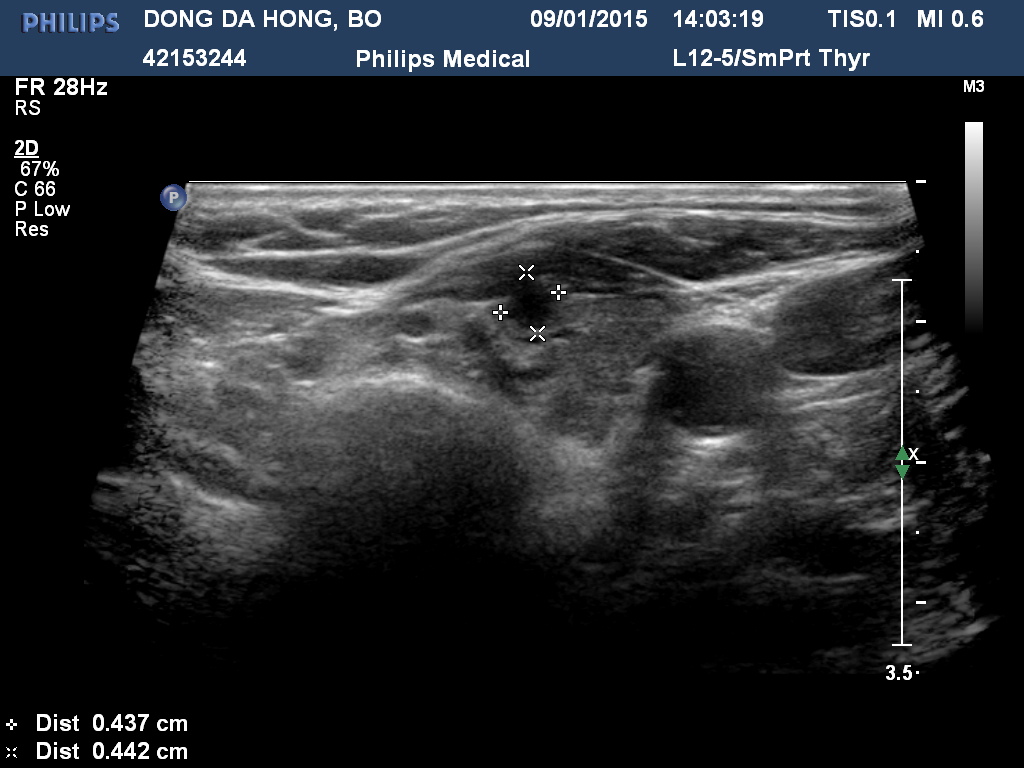 PHILIPS DONG DA HONG, BO 09/01/2015 14:03:19 TIS0.1 MI 0.6
42153244 Philips Medical L12-5/SmPrt Thyr
FR 28Hz
RS
M3
2D
67%
C 66
P Low
Res
P
X
3.5
Dist 0.437 cm
Dist 0.442 cm